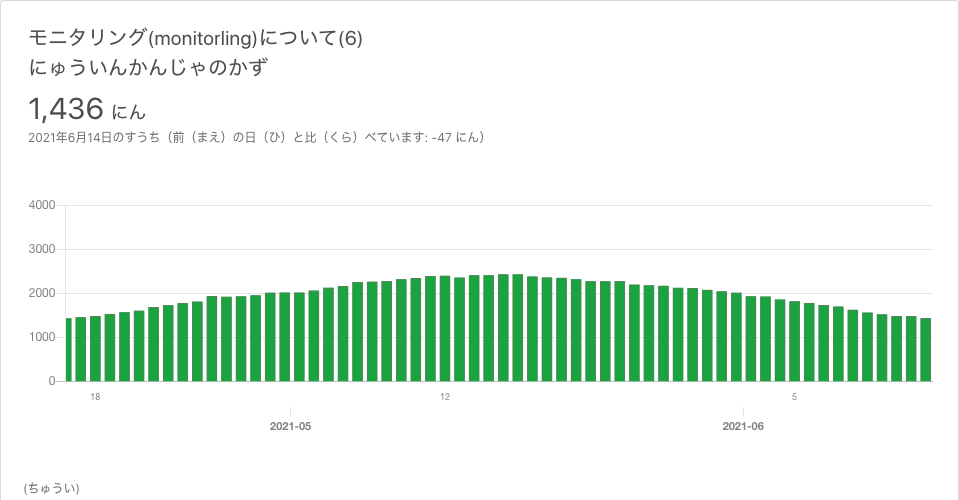 モニタリング(monitorling)について(6)
にゅういんかんじゃのかず
1,436 にん
2021年6月14日のすうち（前（まえ）の日（ひ）と比（くら）べています: -47 にん）
4000
3000
2000
1000
0
18 12 5
2021-05 2021-06
(ちゅうい)